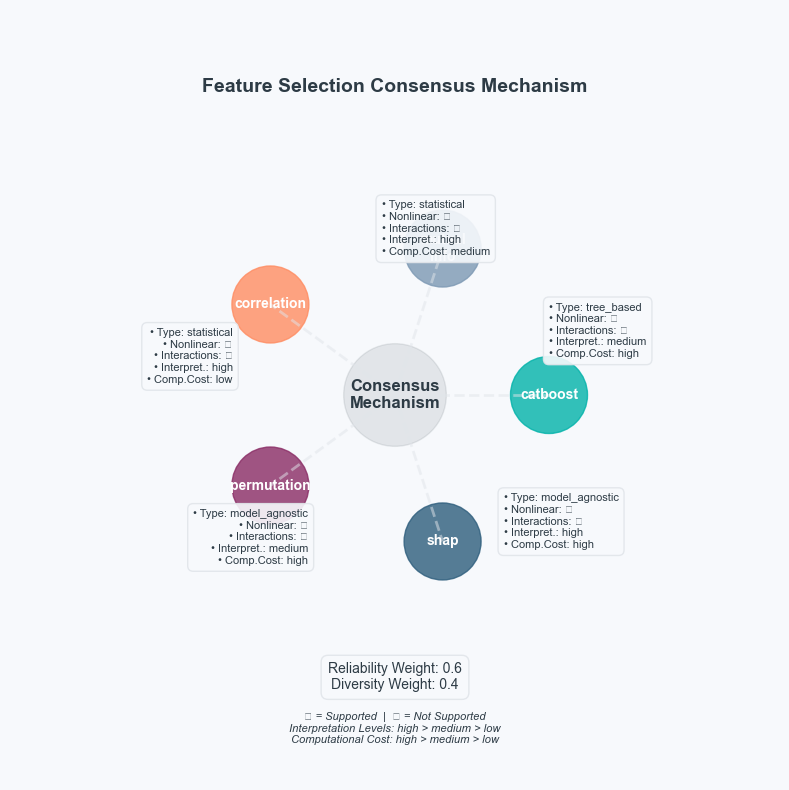 Feature Selection Consensus Mechanism
• Type: statistical
• Nonlinear: ▯
• Interactions: ▯
• Interpret.: high
• Comp.Cost: medium
correlation
• Type: statistical
• Nonlinear: ▯
• Interactions: ▯
• Interpret.: high
• Comp.Cost: low
• Type: tree_based
• Nonlinear: ▯
• Interactions: ▯
• Interpret.: medium
• Comp.Cost: high
catboost
Consensus
Mechanism
permutation
• Type: model_agnostic
• Nonlinear: ▯
• Interactions: ▯
• Interpret.: medium
• Comp.Cost: high
• Type: model_agnostic
• Nonlinear: ▯
• Interactions: ▯
• Interpret.: high
• Comp.Cost: high
shap
Reliability Weight: 0.6
Diversity Weight: 0.4
▯ = Supported | ▯ = Not Supported
Interpretation Levels: high > medium > low
Computational Cost: high > medium > low